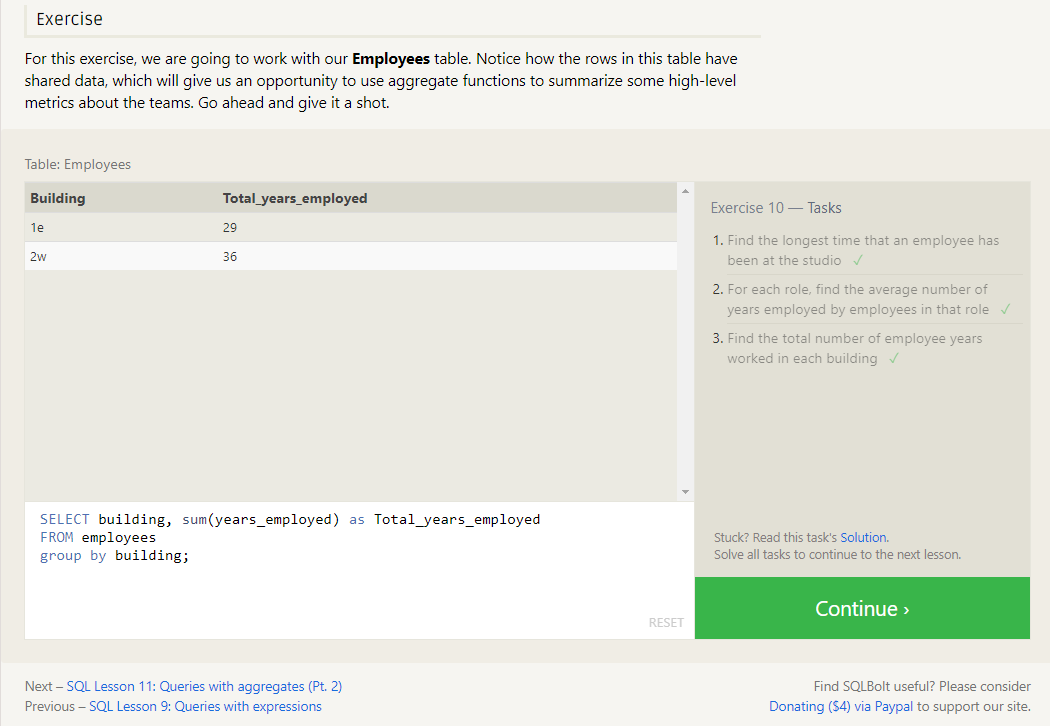 Exercise
For this exercise, we are going to work with our Employees table. Notice how the rows in this table have
shared data, which will give us an opportunity to use aggregate functions to summarize some high-level
metrics about the teams. Go ahead and give it a shot.
Table: Employees
Building Total_years_employed
1e 29
2w 36
SELECT building, sum(years_employed) as Total_years_employed
FROM employees
group by building;
RESET
Exercise 10 — Tasks
1. Find the longest time that an employee has
been at the studio ✓
2. For each role, find the average number of
years employed by employees in that role ✓
3. Find the total number of employee years
worked in each building ✓
Stuck? Read this task's Solution.
Solve all tasks to continue to the next lesson.
Continue ›
Next – SQL Lesson 11: Queries with aggregates (Pt. 2)
Previous – SQL Lesson 9: Queries with expressions
Find SQLBolt useful? Please consider
Donating ($4) via Paypal to support our site.